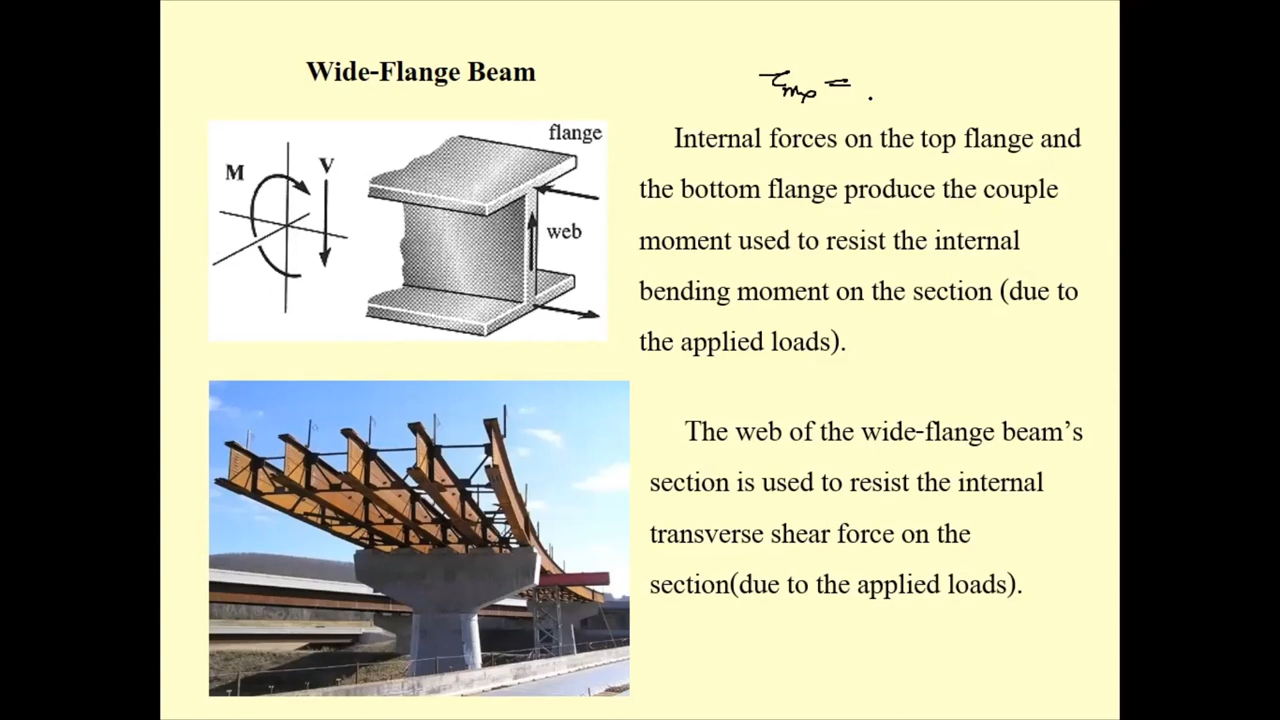 Wide-Flange Beam
τmax = .
flange
M
V
web
Internal forces on the top flange and
the bottom flange produce the couple
moment used to resist the internal
bending moment on the section (due to
the applied loads).
The web of the wide-flange beam’s
section is used to resist the internal
transverse shear force on the
section(due to the applied loads).